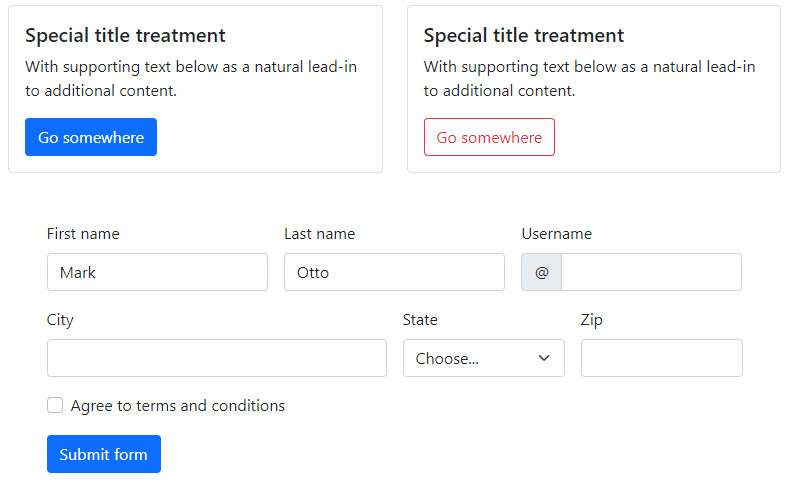 Special title treatment
With supporting text below as a natural lead-in
to additional content.
Go somewhere
Special title treatment
With supporting text below as a natural lead-in
to additional content.
Go somewhere
First name
Last name
Username
Mark
Otto
@
City
State
Zip
Choose...
Agree to terms and conditions
Submit form